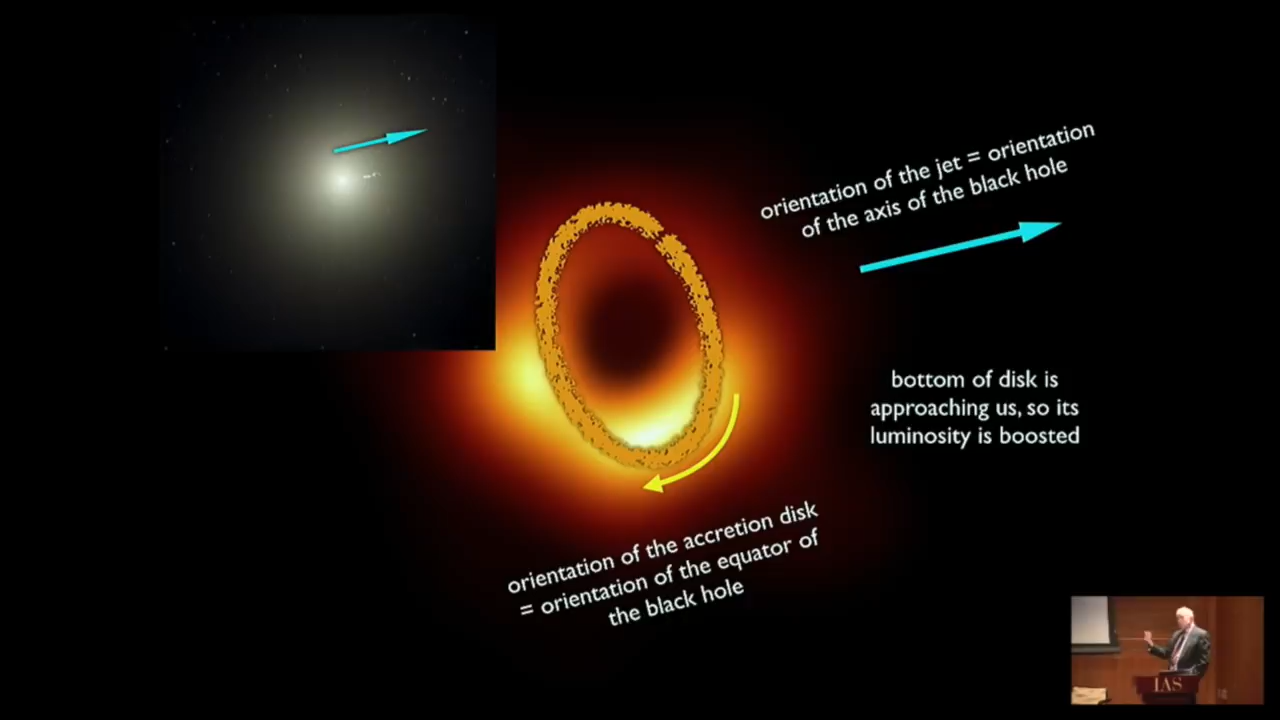 orientation of the jet = orientation
of the axis of the black hole
bottom of disk is
approaching us, so its
luminosity is boosted
orientation of the accretion disk
= orientation of the equator of
the black hole
IAS